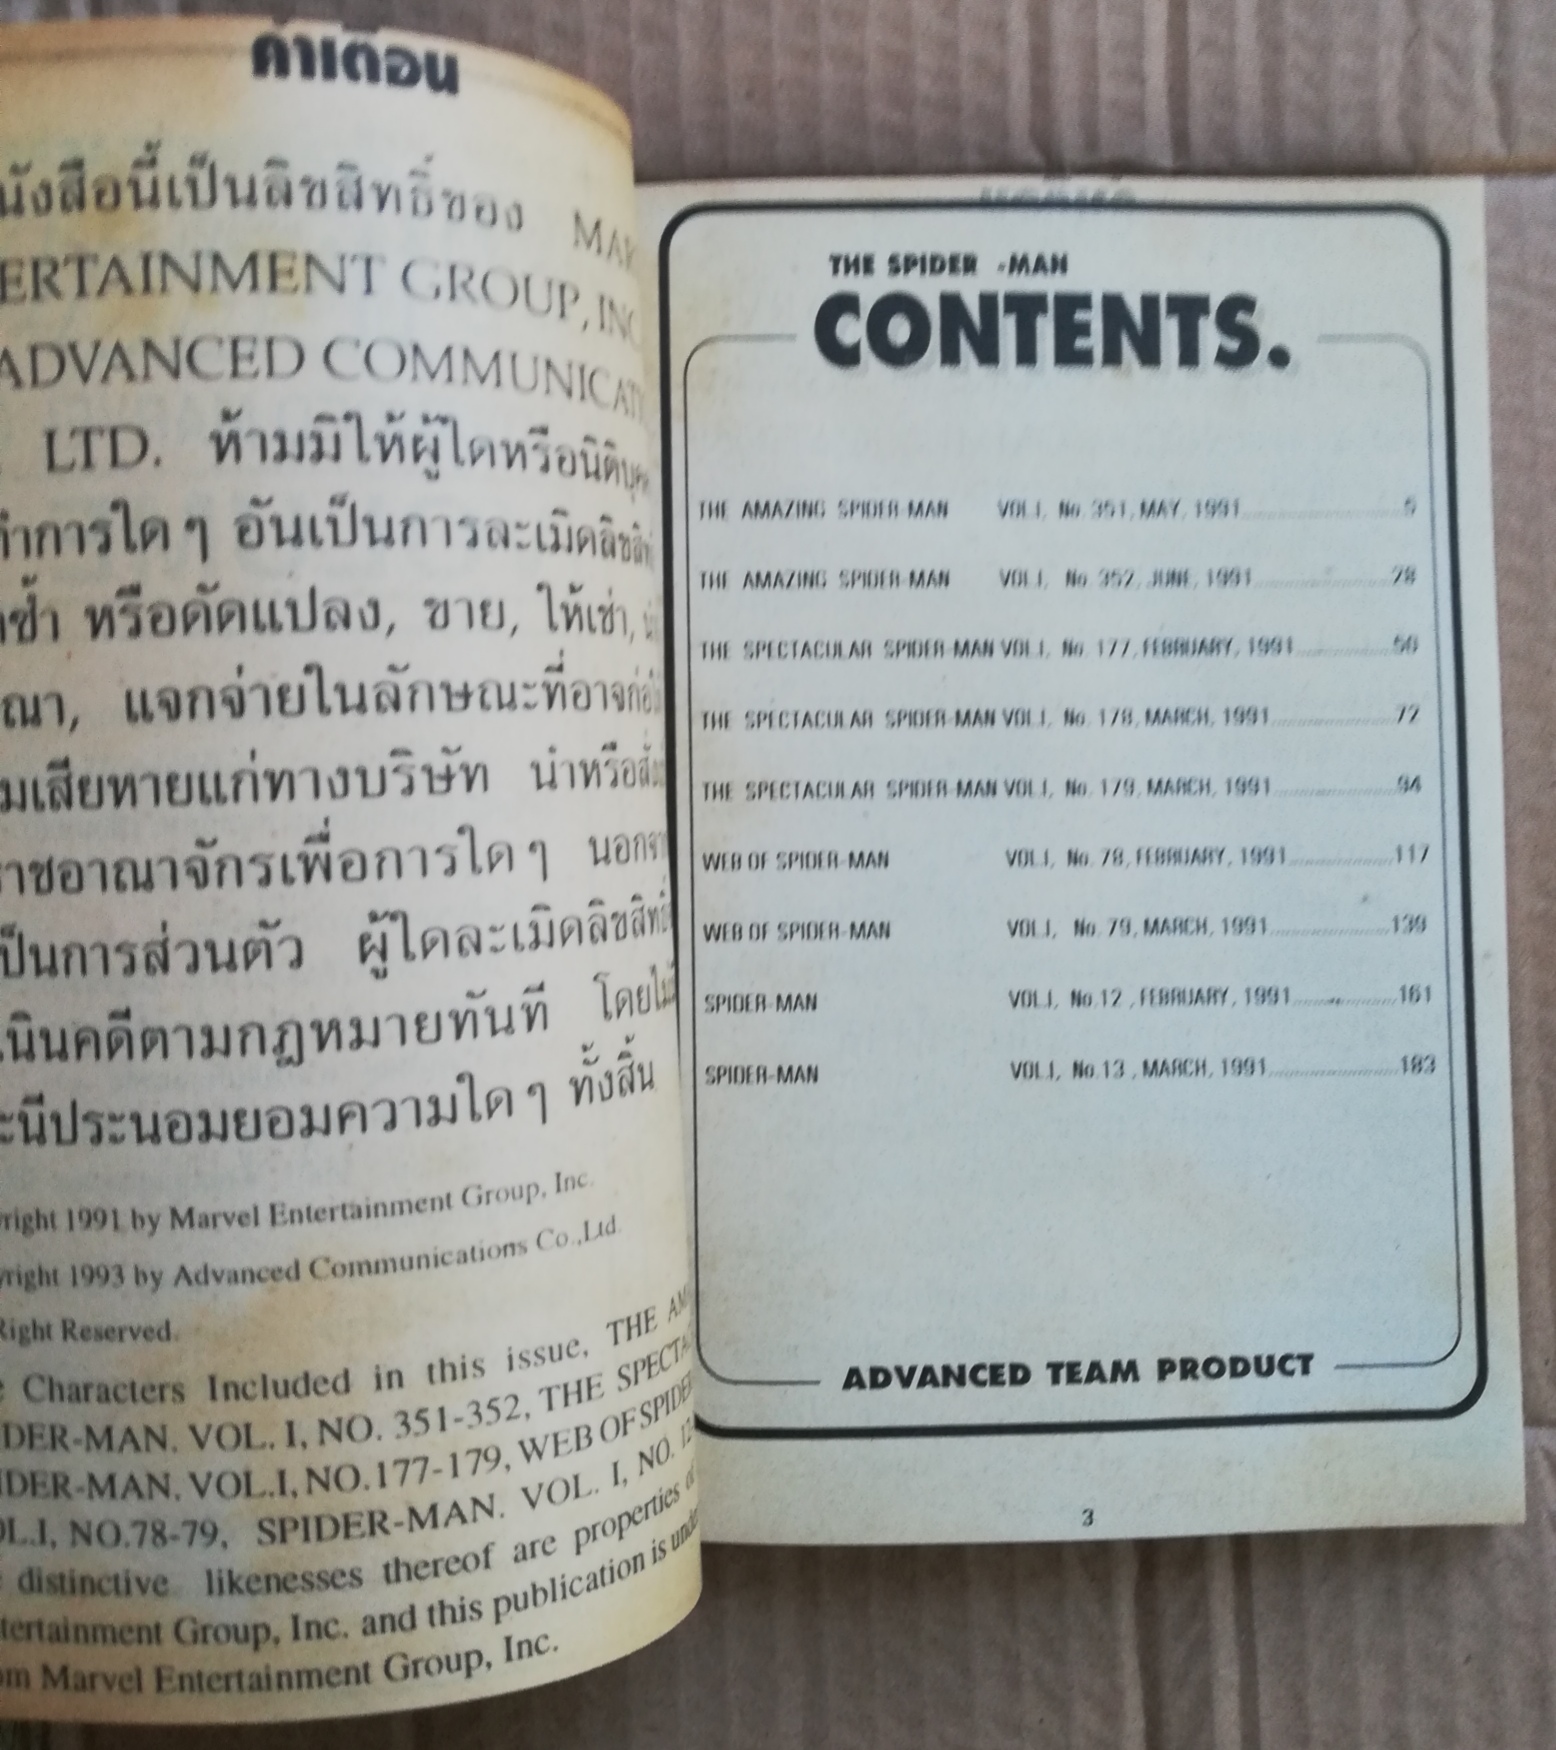 คำเตือน
นังสือนี้เป็นลิขสิทธิ์ของ MAR
ERTAINMENT GROUP, INC
ADVANCED COMMUNICATI
LTD. ห้ามมิให้ผู้ใดหรือนิติบุค
ทำการใด ๆ อันเป็นการละเมิดลิขสิท
ซ้ำ หรือดัดแปลง, ขาย, ให้เช่า,
ณา, แจกจ่ายในลักษณะที่อาจก่อ
มเสียหายแก่ทางบริษัท นำหรือสั่ง
ราชอาณาจักรเพื่อการใด ๆ นอกจา
เป็นการส่วนตัว ผู้ใดละเมิดลิขสิทธิ์
เนินคดีตามกฎหมายทันที โดยไม่
ะนีประนอมยอมความใด ๆ ทั้งสิ้น
yright 1991 by Marvel Entertainment Group, Inc.
yright 1993 by Advanced Communications Co.,Ltd.
Right Reserved.
Characters Included in this issue, THE AM
DER-MAN. VOL. I, NO. 351-352, THE SPECTA
IDER-MAN. VOL.I, NO.177-179, WEB OF SPIDE
OL.I, NO.78-79, SPIDER-MAN. VOL. I, NO. 12
distinctive likenesses thereof are properties of
tertainment Group, Inc. and this publication is unde
om Marvel Entertainment Group, Inc.
THE SPIDER -MAN
CONTENTS.
THE AMAZING SPIDER-MAN VOL.I, No. 351, MAY, 1991 5
THE AMAZING SPIDER-MAN VOL.I, No. 352, JUNE, 1991 28
THE SPECTACULAR SPIDER-MAN VOL.I, No. 177, FEBRUARY, 1991 50
THE SPECTACULAR SPIDER-MAN VOL.I, No. 178, MARCH, 1991 72
THE SPECTACULAR SPIDER-MAN VOL.I, No. 179, MARCH, 1991 94
WEB OF SPIDER-MAN VOL.I, No. 78, FEBRUARY, 1991 117
WEB OF SPIDER-MAN VOL.I, No. 79, MARCH, 1991 139
SPIDER-MAN VOL.I, No.12 , FEBRUARY, 1991 161
SPIDER-MAN VOL.I, No.13 , MARCH, 1991 183
ADVANCED TEAM PRODUCT
3